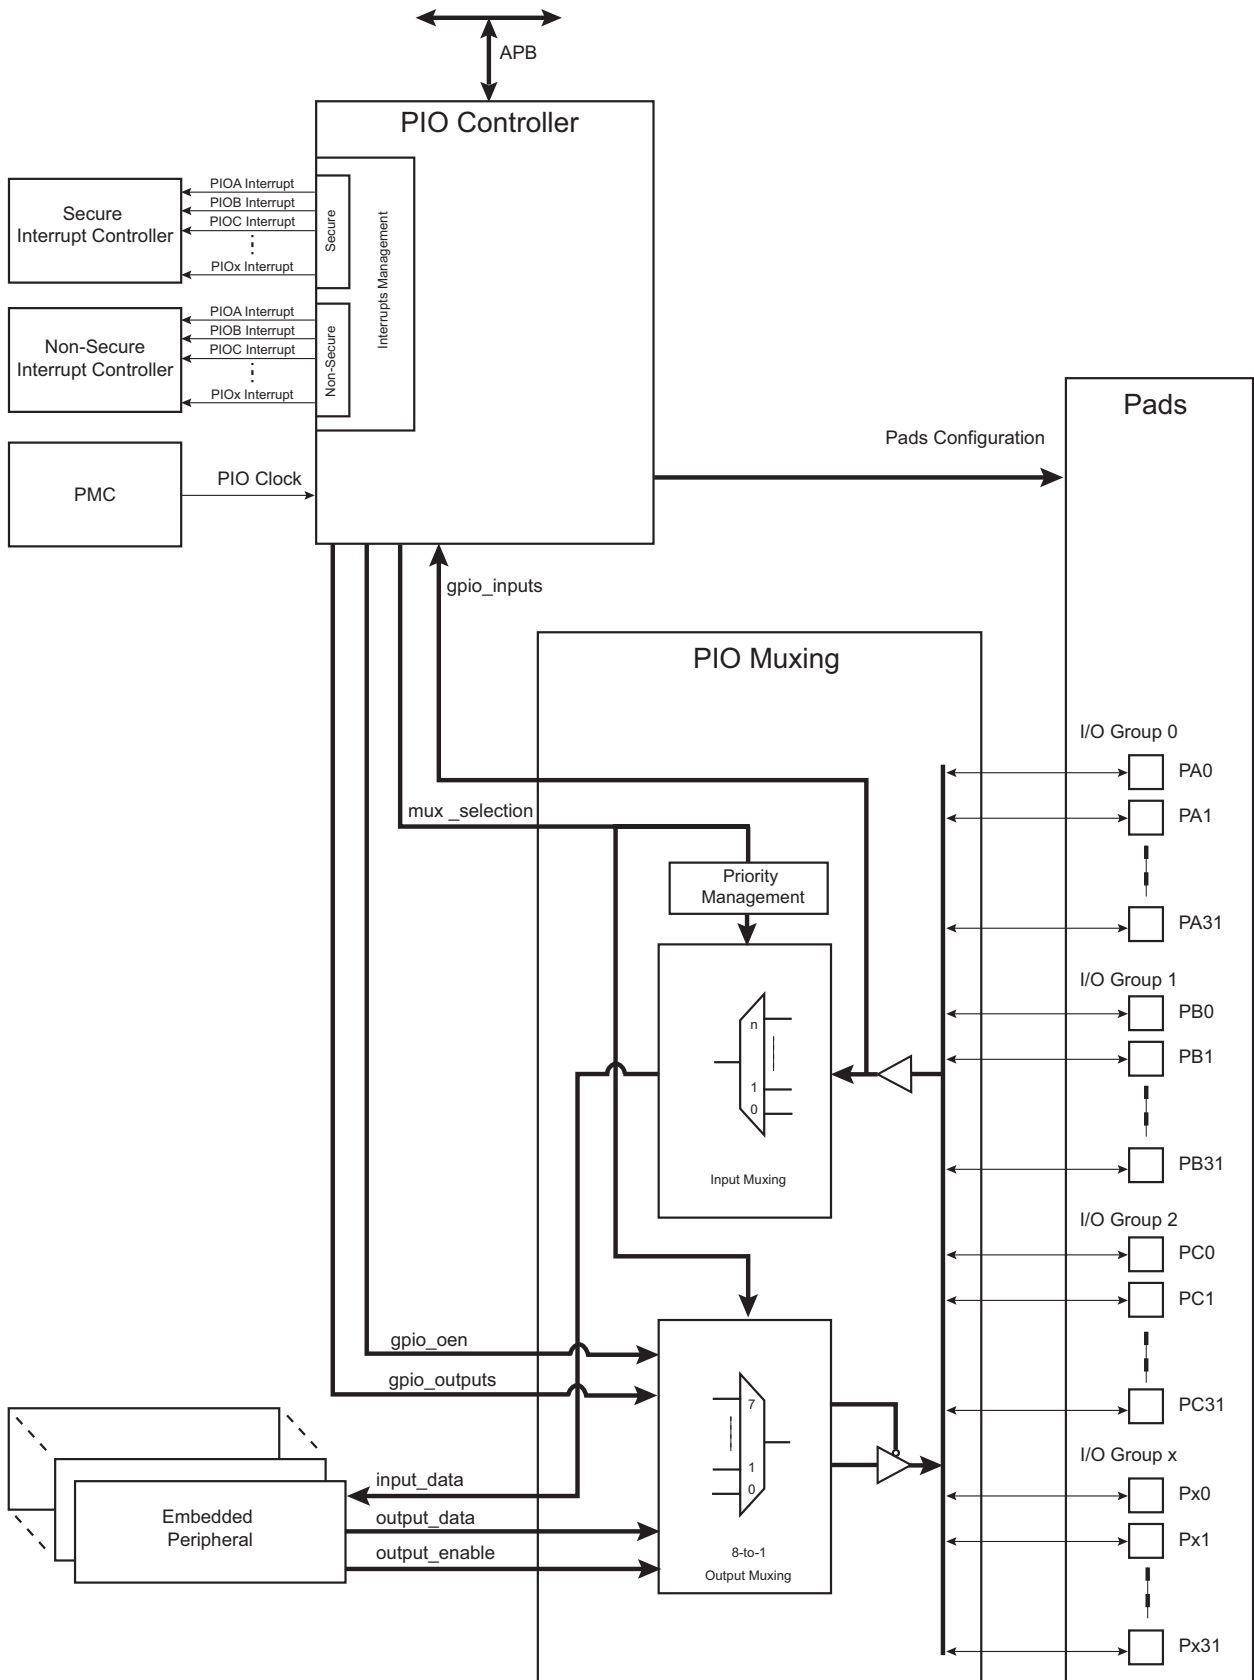 APB
PIO Controller
PIOA Interrupt
PIOB Interrupt
PIOC Interrupt
PIOx Interrupt
Secure
Interrupt Controller
Secure
Interrupts Management
PIOA Interrupt
PIOB Interrupt
PIOC Interrupt
PIOx Interrupt
Non-Secure
Interrupt Controller
Non-Secure
PMC
PIO Clock
Pads Configuration
Pads
gpio_inputs
PIO Muxing
mux _selection
Priority
Management
n
1
0
Input Muxing
gpio_oen
gpio_outputs
7
1
0
8-to-1
Output Muxing
input_data
output_data
output_enable
Embedded
Peripheral
I/O Group 0
PA0
PA1
PA31
I/O Group 1
PB0
PB1
PB31
I/O Group 2
PC0
PC1
PC31
I/O Group x
Px0
Px1
Px31